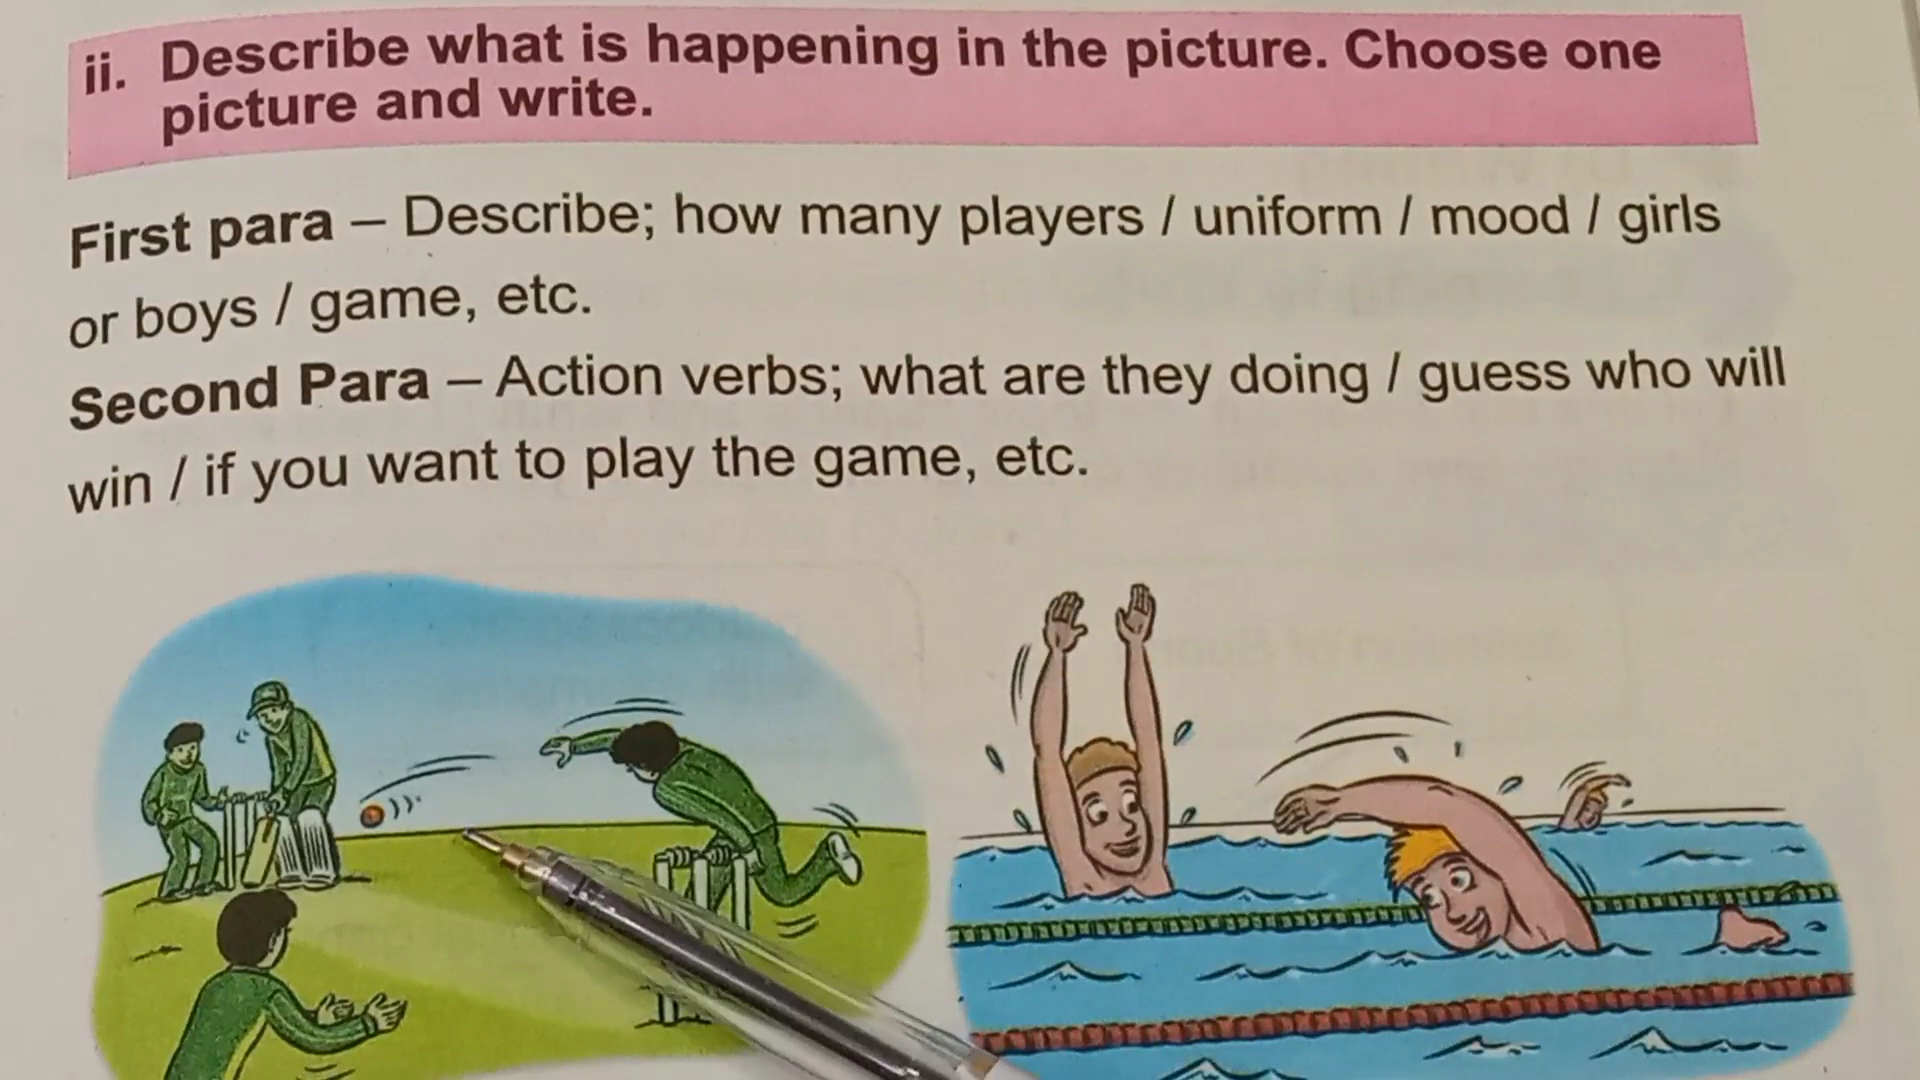 ii. Describe what is happening in the picture. Choose one
picture and write.
First para – Describe; how many players / uniform / mood / girls
or boys / game, etc.
Second Para – Action verbs; what are they doing / guess who will
win / if you want to play the game, etc.